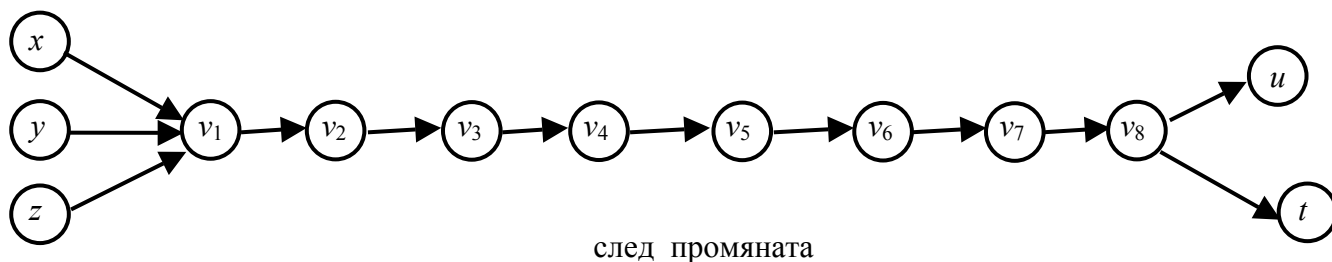 x
u
y v₁ v₂ v₃ v₄ v₅ v₆ v₇ v₈
z t
след промяната